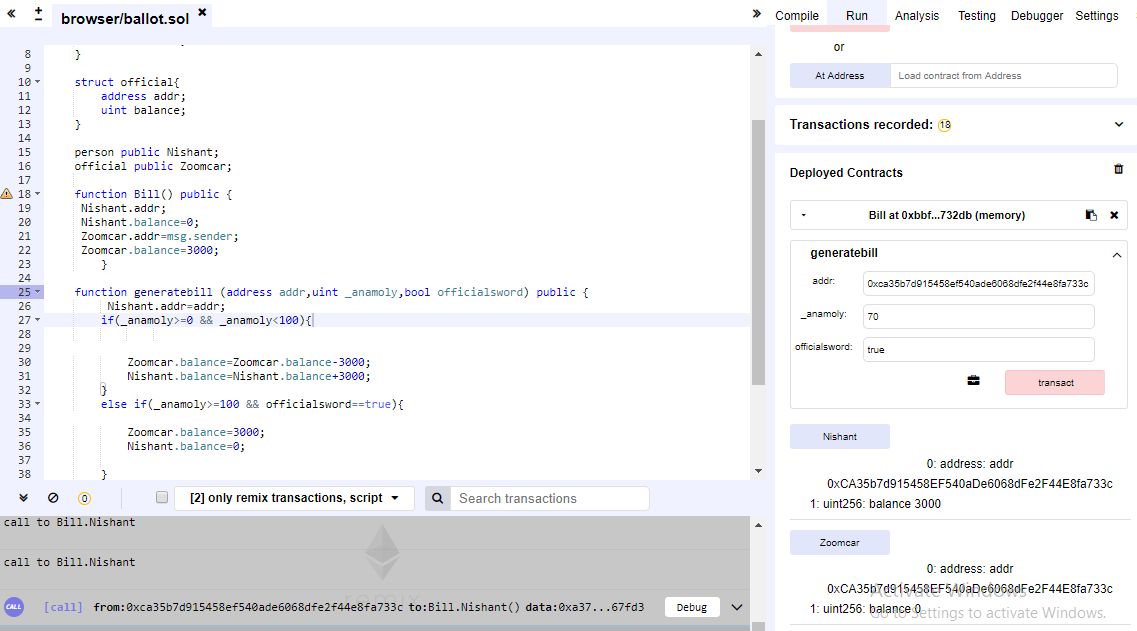 browser/ballot.sol
Compile Run Analysis Testing Debugger Settings
8 }
9
10 struct official{
11 address addr;
12 uint balance;
13 }
14
15 person public Nishant;
16 official public Zoomcar;
17
18 function Bill() public {
19 Nishant.addr;
20 Nishant.balance=0;
21 Zoomcar.addr=msg.sender;
22 Zoomcar.balance=3000;
23 }
24
25 function generatebill (address addr,uint _anamoly,bool officialsword) public {
26 Nishant.addr=addr;
27 if(_anamoly>=0 && _anamoly<100){
28
29
30 Zoomcar.balance=Zoomcar.balance-3000;
31 Nishant.balance=Nishant.balance+3000;
32 }
33 else if(_anamoly>=100 && officialsword==true){
34
35 Zoomcar.balance=3000;
36 Nishant.balance=0;
37
38 }
0
[2] only remix transactions, script
Search transactions
call to Bill.Nishant
call to Bill.Nishant
remix
CALL [call] from:0xca35b7d915458ef540ade6068dfe2f44e8fa733c to:Bill.Nishant() data:0xa37...67fd3 Debug
or
At Address Load contract from Address
Transactions recorded: 18
Deployed Contracts
Bill at 0xbbf...732db (memory)
generatebill
addr: 0xca35b7d915458ef540ade6068dfe2f44e8fa733c
_anamoly: 70
officialsword: true
transact
Nishant
0: address: addr
0xCA35b7d915458EF540aDe6068dFe2F44E8fa733c
1: uint256: balance 3000
Zoomcar
0: address: addr
0xCA35b7d915458EF540aDe6068dFe2F44E8fa733c
1: uint256: balance 0
Activate Windows
Go to Settings to activate Windows.